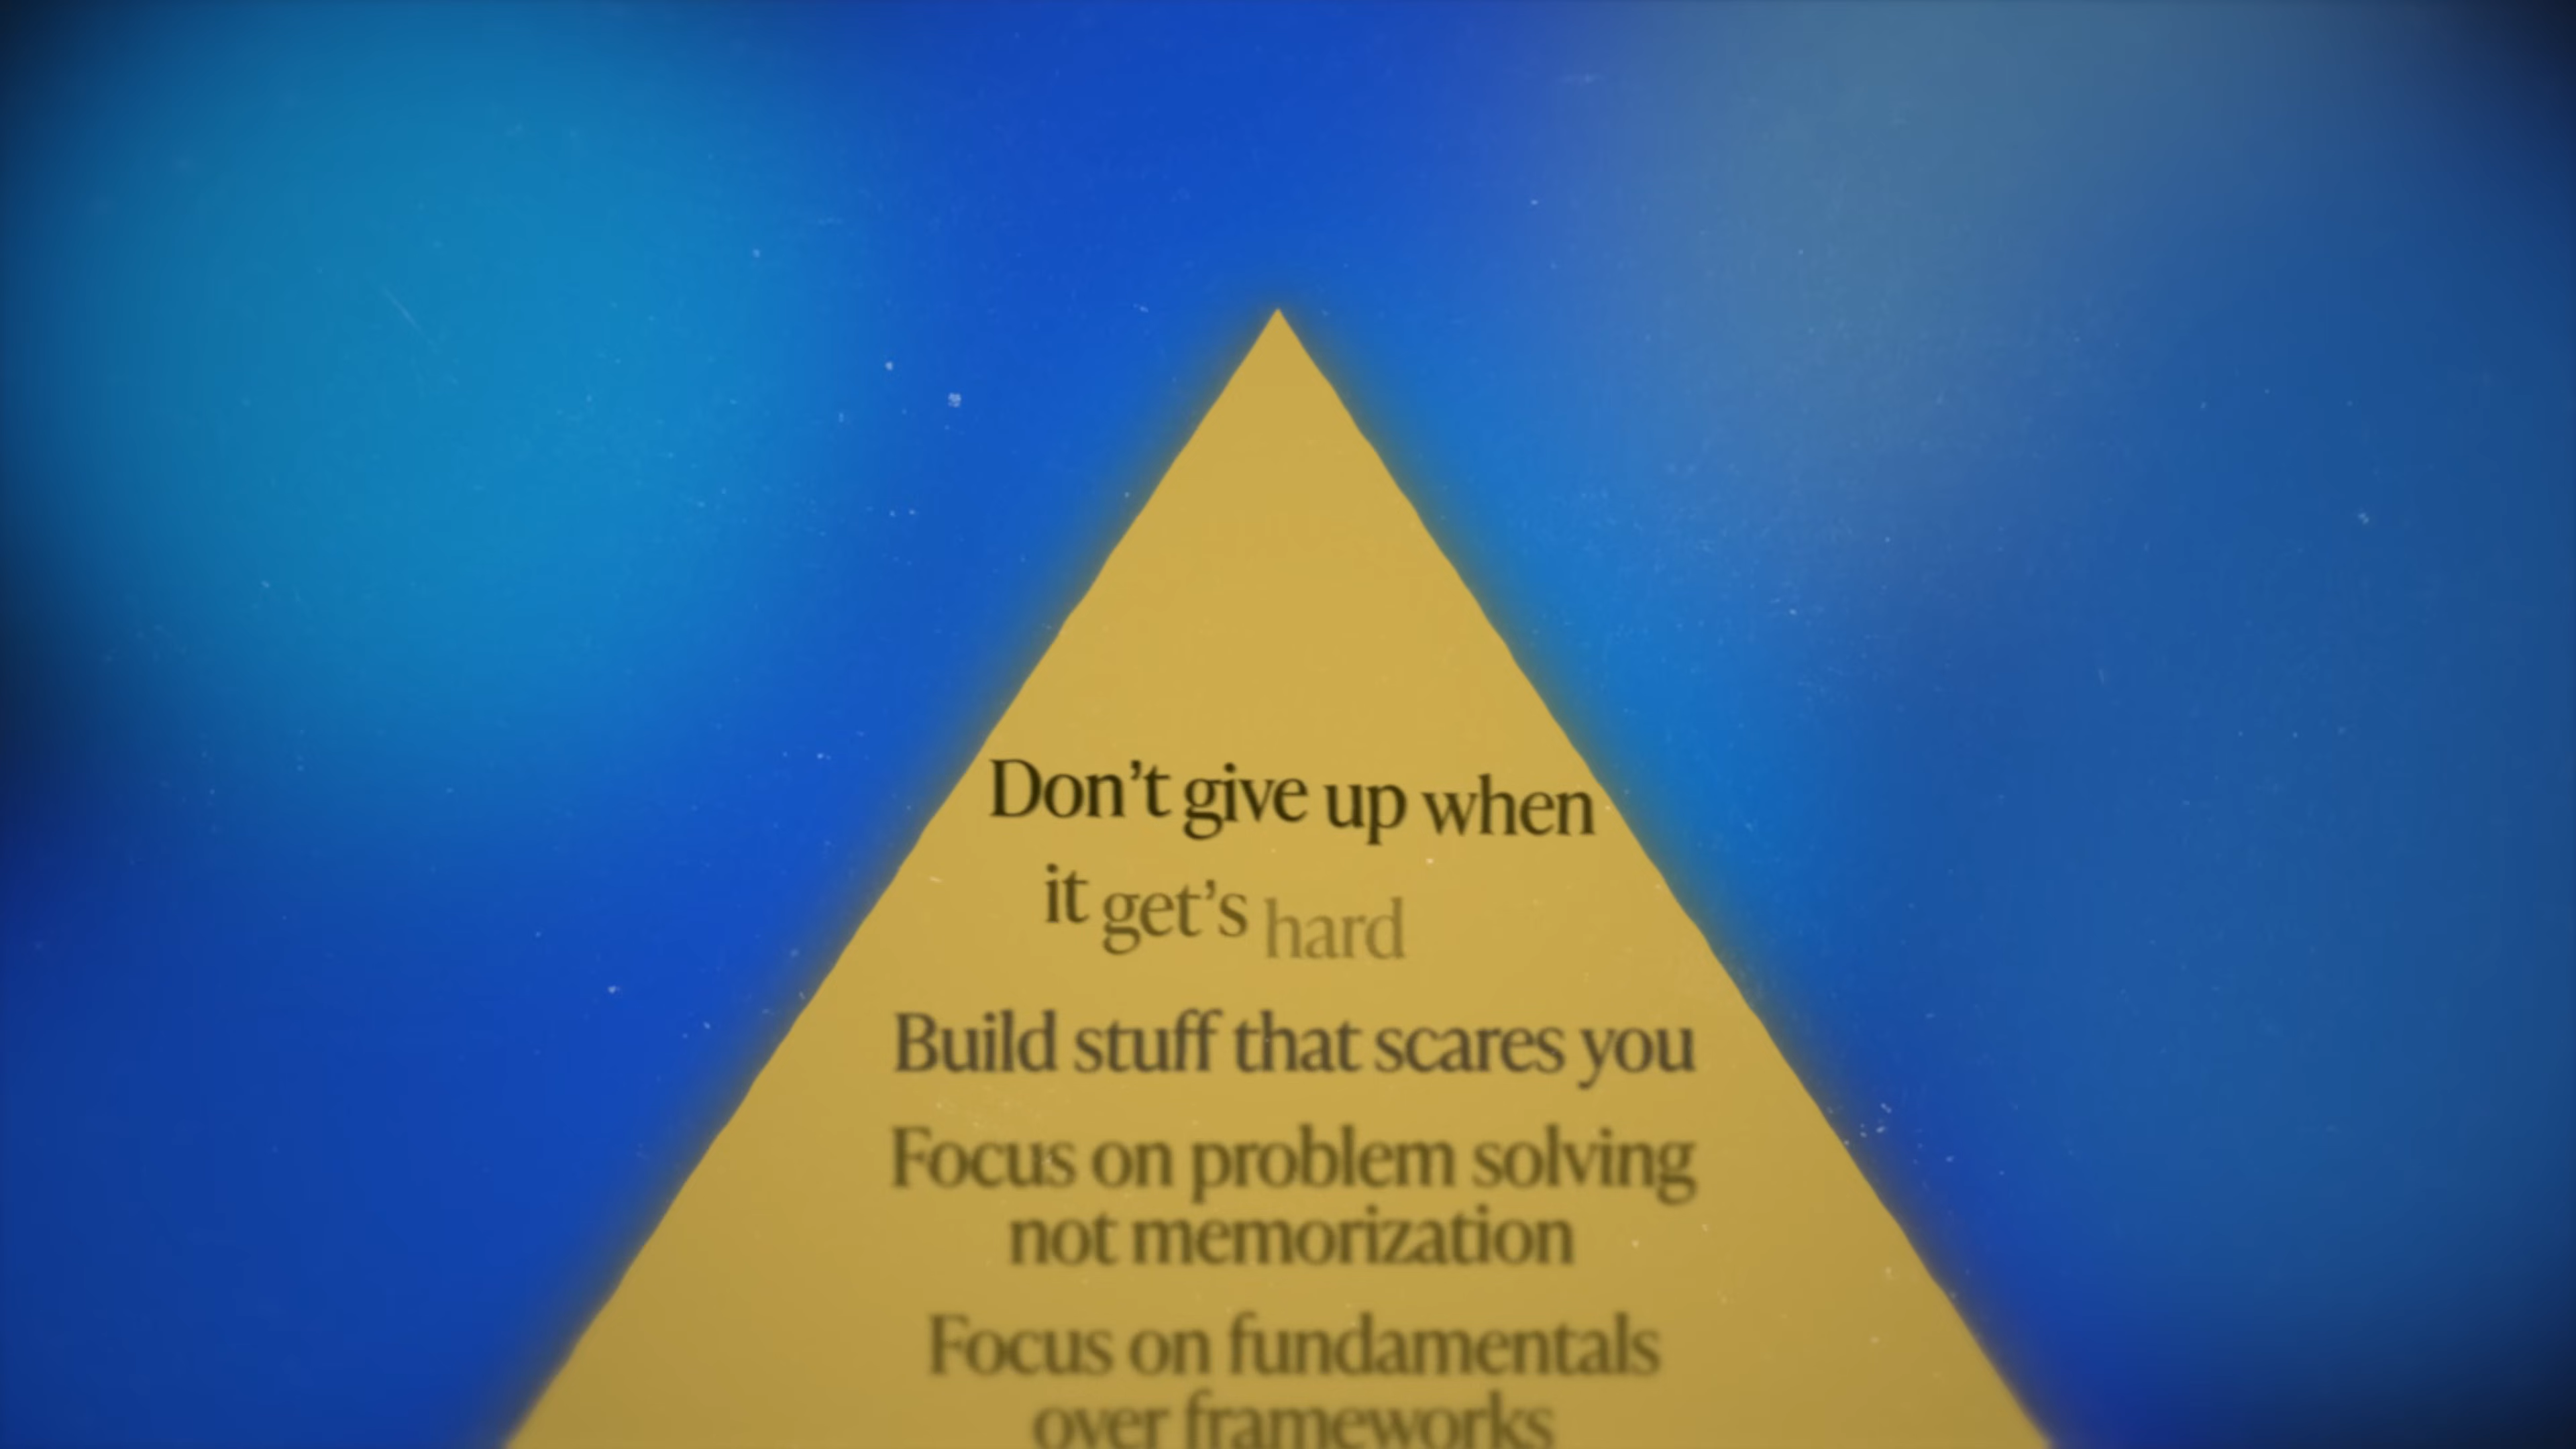 Don't give up when
it get's hard
Build stuff that scares you
Focus on problem solving
not memorization
Focus on fundamentals
over frameworks